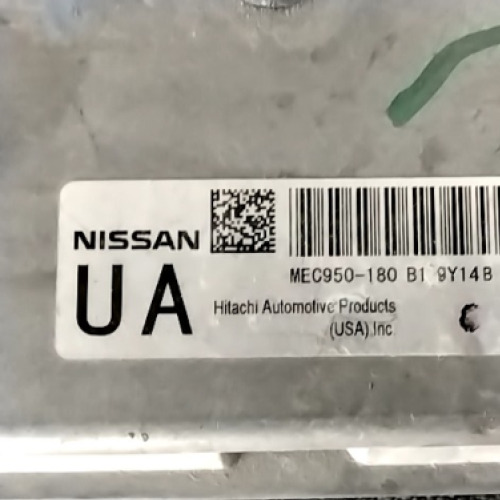 NISSAN
UA
MEC950-180 B1 9Y14B
Hitachi Automotive Products
(USA),Inc.
C